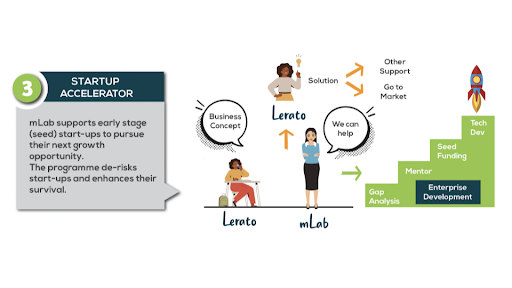 3
STARTUP
ACCELERATOR
mLab supports early stage
(seed) start-ups to pursue
their next growth
opportunity.
The programme de-risks
start-ups and enhances their
survival.
Business
Concept
Lerato
Solution
Other
Support
Go to
Market
Lerato
We can
help
mLab
Gap
Analysis
Mentor
Seed
Funding
Tech
Dev
Enterprise
Development